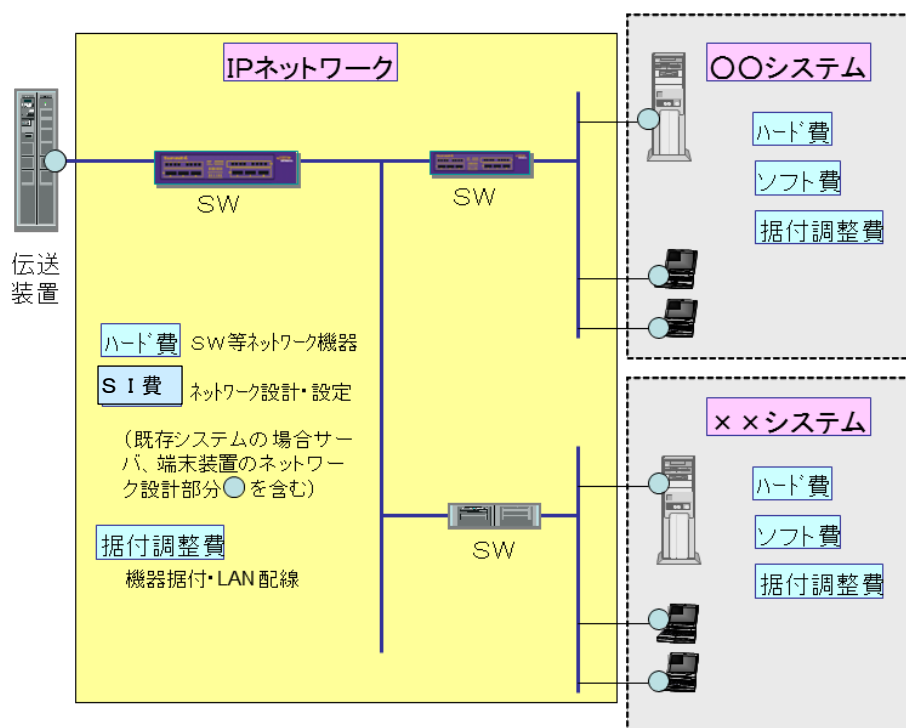 IPネットワーク
伝送
装置
SW
SW
SW
ハード費 SW等ネットワーク機器
SI費 ネットワーク設計・設定
(既存システムの場合サー
バ、端末装置のネットワー
ク設計部分を含む)
据付調整費
機器据付・LAN配線
〇〇システム
ハード費
ソフト費
据付調整費
××システム
ハード費
ソフト費
据付調整費